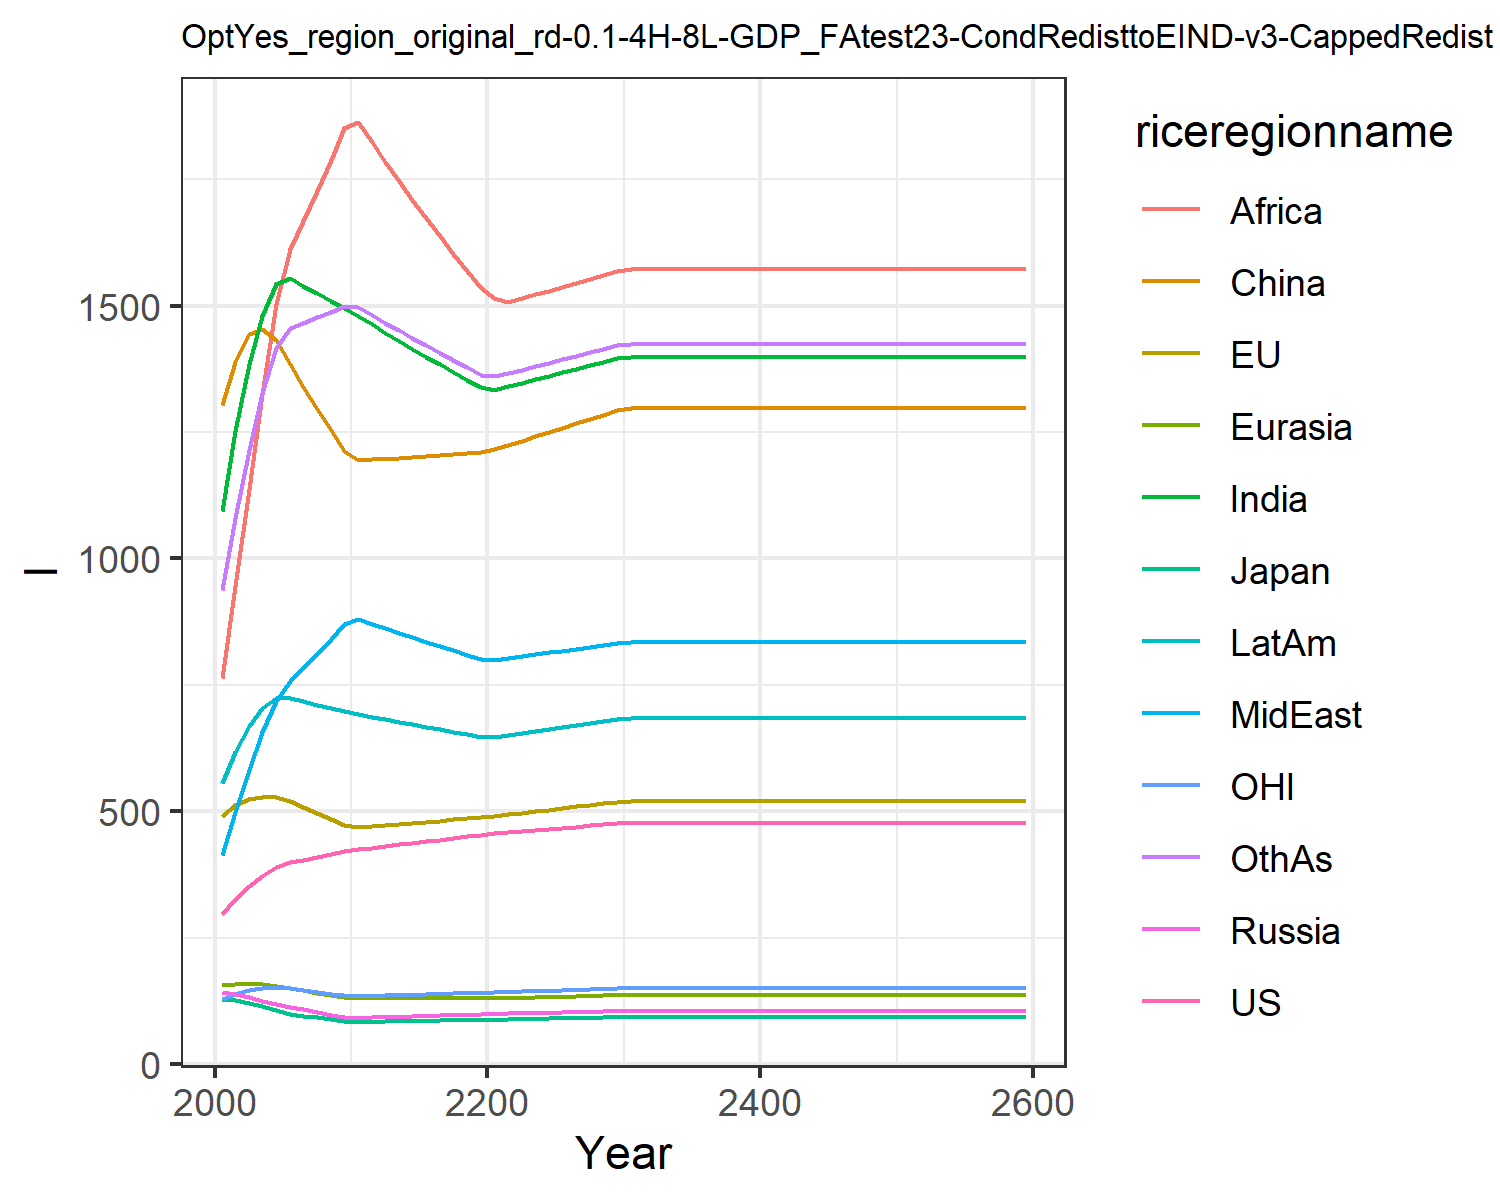 OptYes_region_original_rd-0.1-4H-8L-GDP_FAtest23-CondRedisttoEIND-v3-CappedRedist
riceregionname
Africa
China
EU
Eurasia
India
Japan
LatAm
MidEast
OHI
OthAs
Russia
US
l
1500
1000
500
0
2000 2200 2400 2600
Year